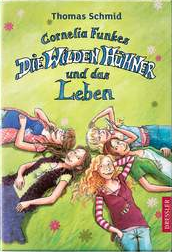 Thomas Schmid
Cornelia Funkes
DIE WILDEN HÜHNER
und das
Leben
DRESSLER